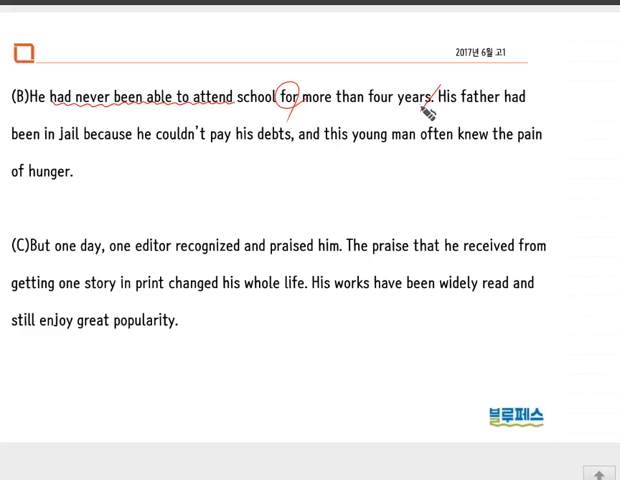 2017년 6월 고1
(B)He had never been able to attend school for more than four years. His father had
been in jail because he couldn't pay his debts, and this young man often knew the pain
of hunger.
(C)But one day, one editor recognized and praised him. The praise that he received from
getting one story in print changed his whole life. His works have been widely read and
still enjoy great popularity.
블루페스